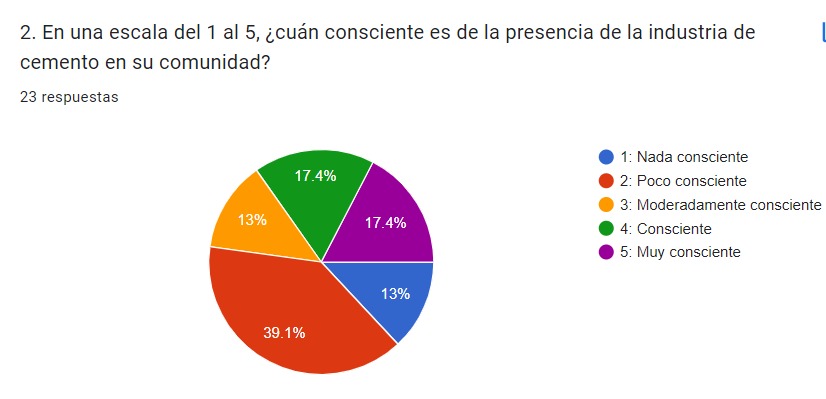 2. En una escala del 1 al 5, ¿cuán consciente es de la presencia de la industria de
cemento en su comunidad?
23 respuestas
17.4%
13%
17.4%
13%
39.1%
1: Nada consciente
2: Poco consciente
3: Moderadamente consciente
4: Consciente
5: Muy consciente